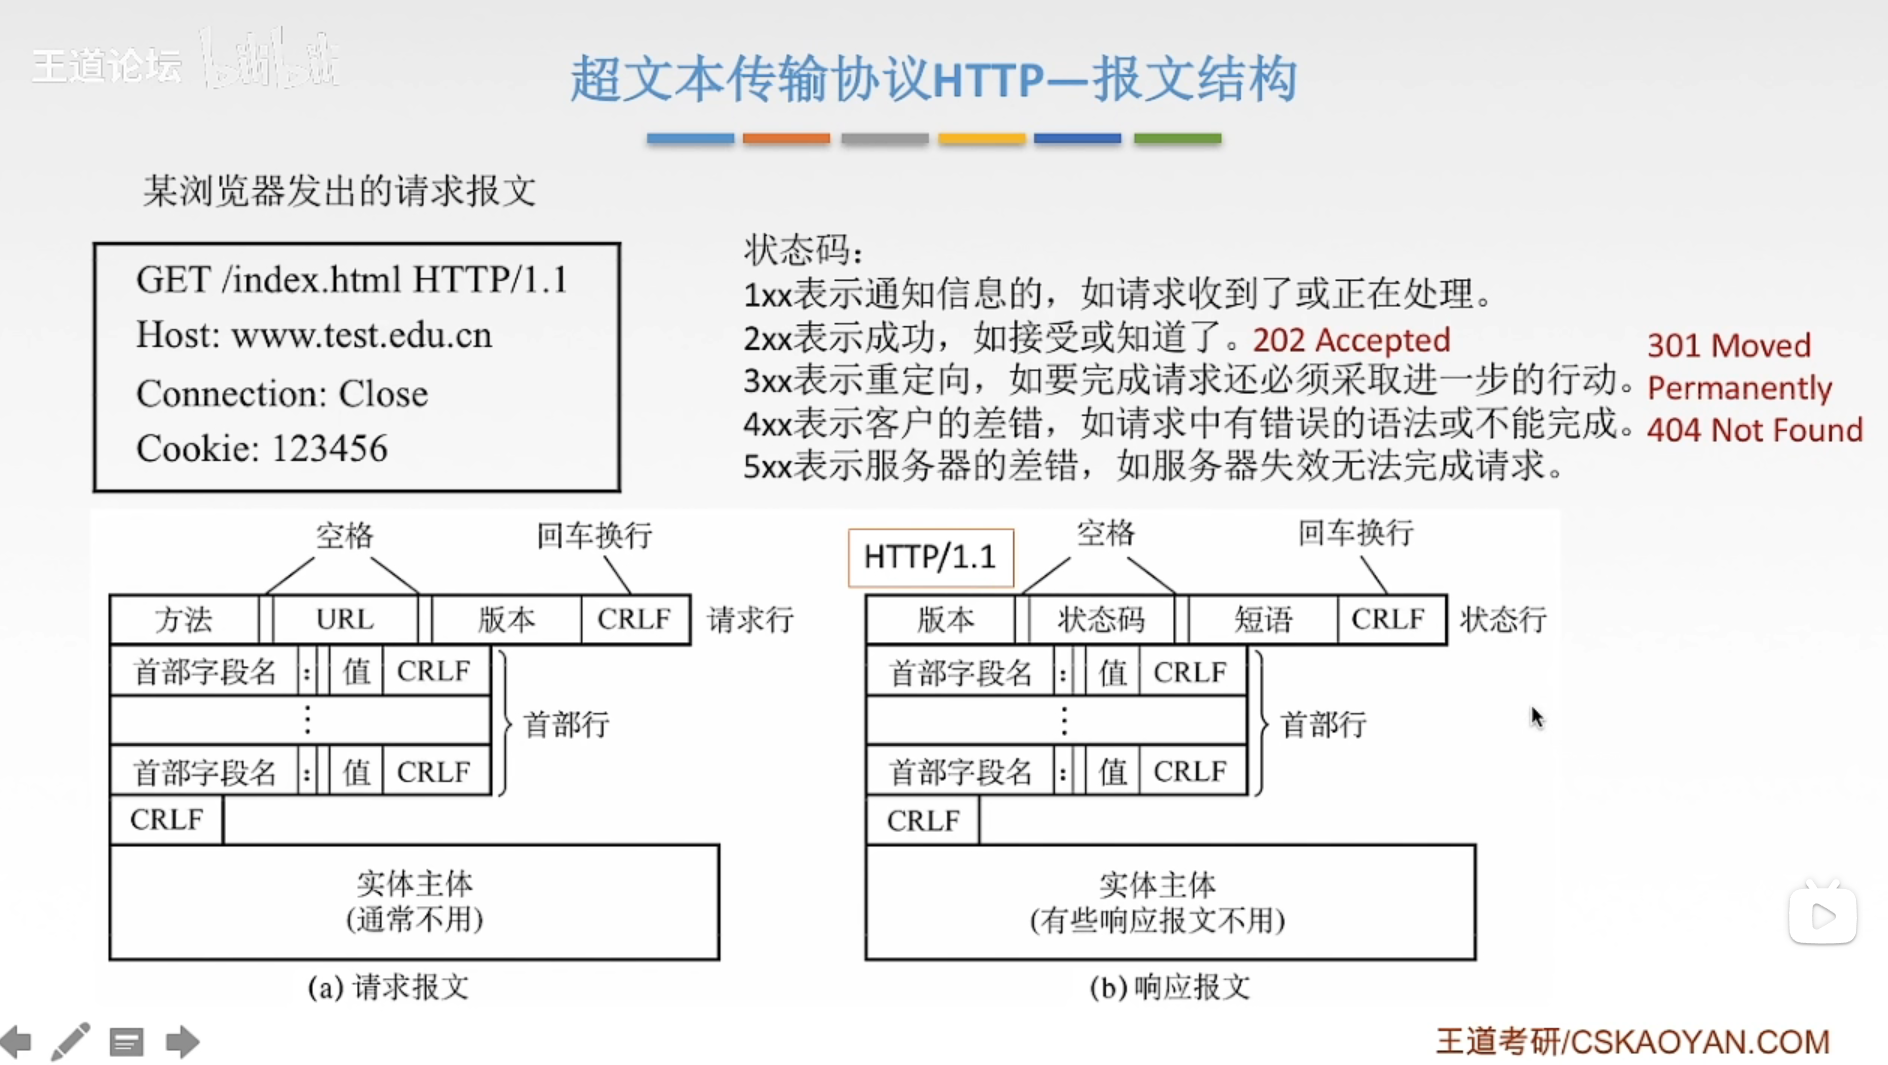 王道论坛 bilibili
超文本传输协议HTTP—报文结构
某浏览器发出的请求报文
GET /index.html HTTP/1.1
Host: www.test.edu.cn
Connection: Close
Cookie: 123456
状态码：
1xx表示通知信息的，如请求收到了或正在处理。
2xx表示成功，如接受或知道了。202 Accepted
3xx表示重定向，如要完成请求还必须采取进一步的行动。
4xx表示客户的差错，如请求中有错误的语法或不能完成。
5xx表示服务器的差错，如服务器失效无法完成请求。
301 Moved
Permanently
404 Not Found
空格 回车换行
方法 URL 版本 CRLF 请求行
首部字段名 : 值 CRLF
⋮ 首部行
首部字段名 : 值 CRLF
CRLF
实体主体
(通常不用)
(a) 请求报文
HTTP/1.1 空格 回车换行
版本 状态码 短语 CRLF 状态行
首部字段名 : 值 CRLF
⋮ 首部行
首部字段名 : 值 CRLF
CRLF
实体主体
(有些响应报文不用)
(b) 响应报文
王道考研/CSKAOYAN.COM